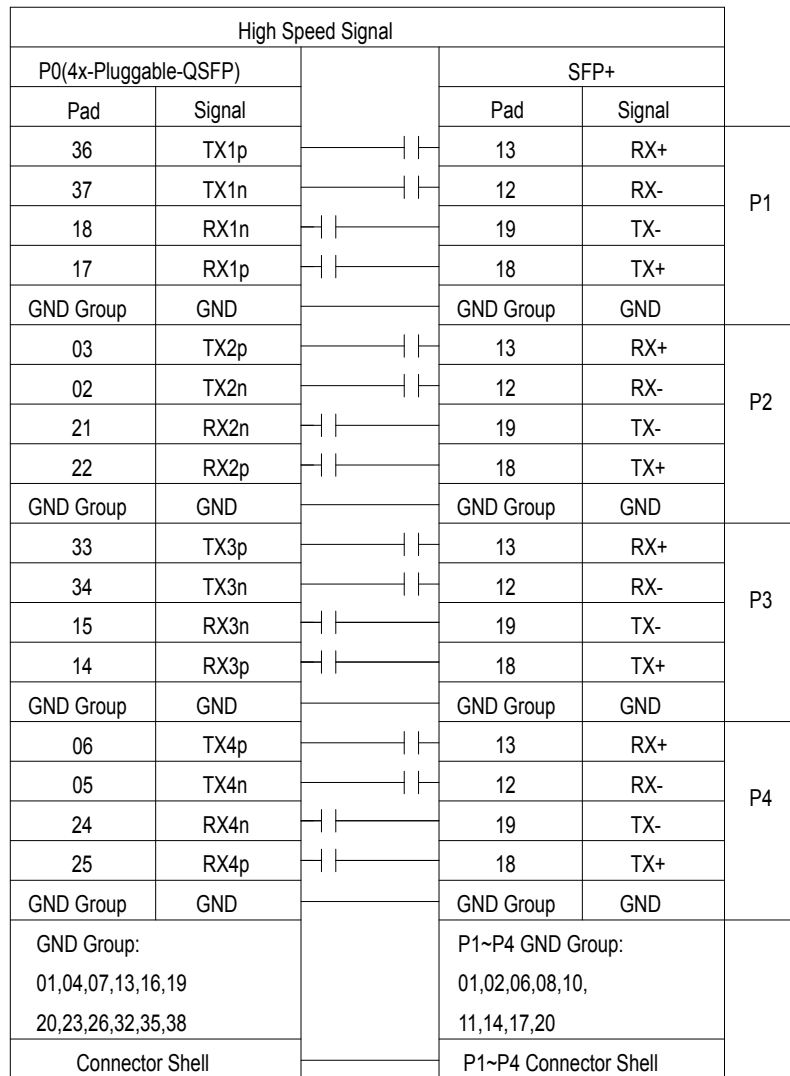 High Speed Signal
P0(4x-Pluggable-QSFP) SFP+
Pad Signal Pad Signal
36 TX1p 13 RX+
37 TX1n 12 RX-
P1
18 RX1n 19 TX-
17 RX1p 18 TX+
GND Group GND GND Group GND
03 TX2p 13 RX+
02 TX2n 12 RX-
P2
21 RX2n 19 TX-
22 RX2p 18 TX+
GND Group GND GND Group GND
33 TX3p 13 RX+
34 TX3n 12 RX-
P3
15 RX3n 19 TX-
14 RX3p 18 TX+
GND Group GND GND Group GND
06 TX4p 13 RX+
05 TX4n 12 RX-
P4
24 RX4n 19 TX-
25 RX4p 18 TX+
GND Group GND GND Group GND
GND Group: P1~P4 GND Group:
01,04,07,13,16,19 01,02,06,08,10,
20,23,26,32,35,38 11,14,17,20
Connector Shell P1~P4 Connector Shell